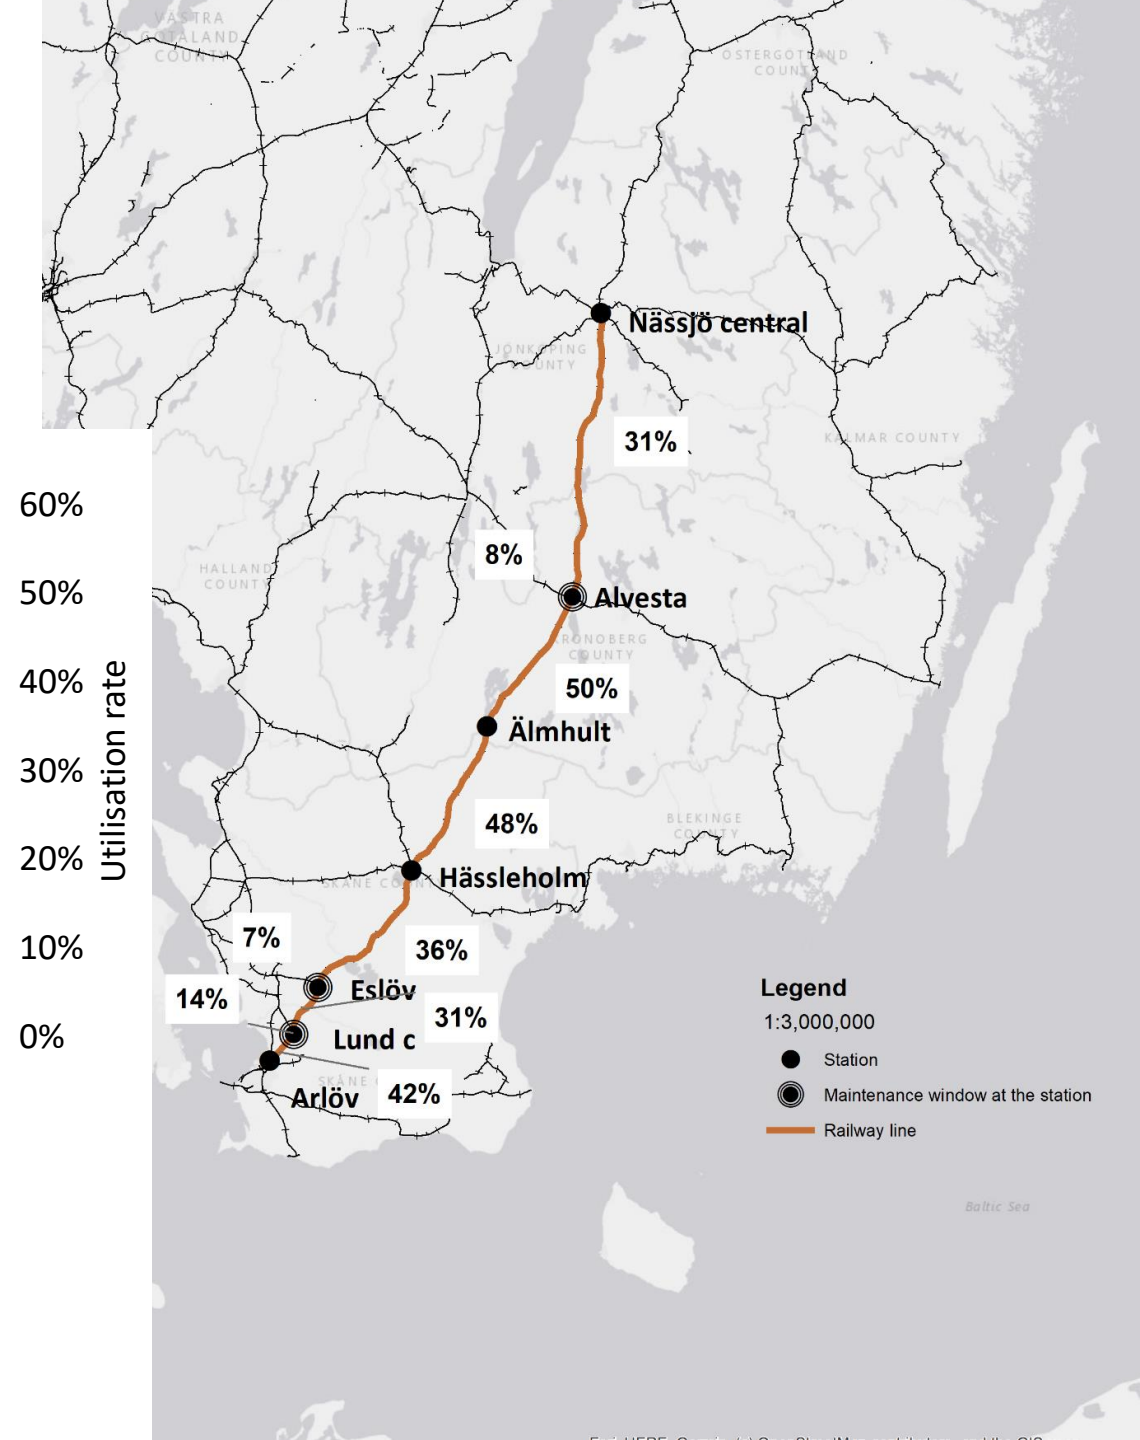 VÄSTRA
GÖTALAND
COUNTY
ÖSTERGÖTLAND
COUNTY
Nässjö central
JÖNKÖPING
COUNTY
31%
KALMAR COUNTY
60%
8%
HALLAND
COUNTY
50%
Alvesta
KRONOBERG
COUNTY
40%
50%
Utilisation rate
Älmhult
30%
48%
BLEKINGE
COUNTY
20%
Hässleholm
SKÅNE COUNTY
7%
10%
36%
14%
Eslöv
31%
0%
Lund c
SKÅNE
42%
Arlöv
Legend
1:3,000,000
Station
Maintenance window at the station
Railway line
Baltic Sea